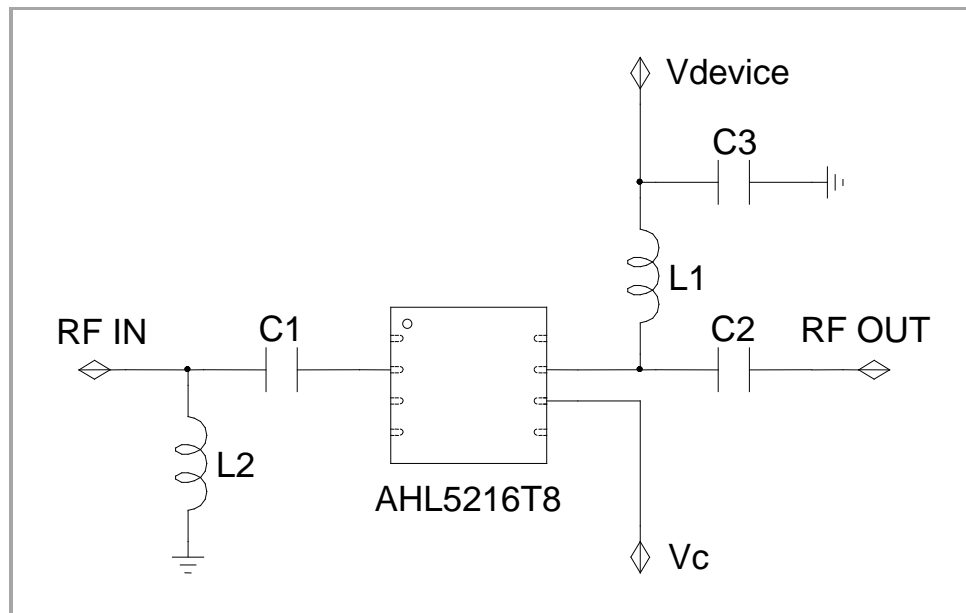 Vdevice
C3
L1
RF IN
C1
C2
RF OUT
L2
AHL5216T8
Vc